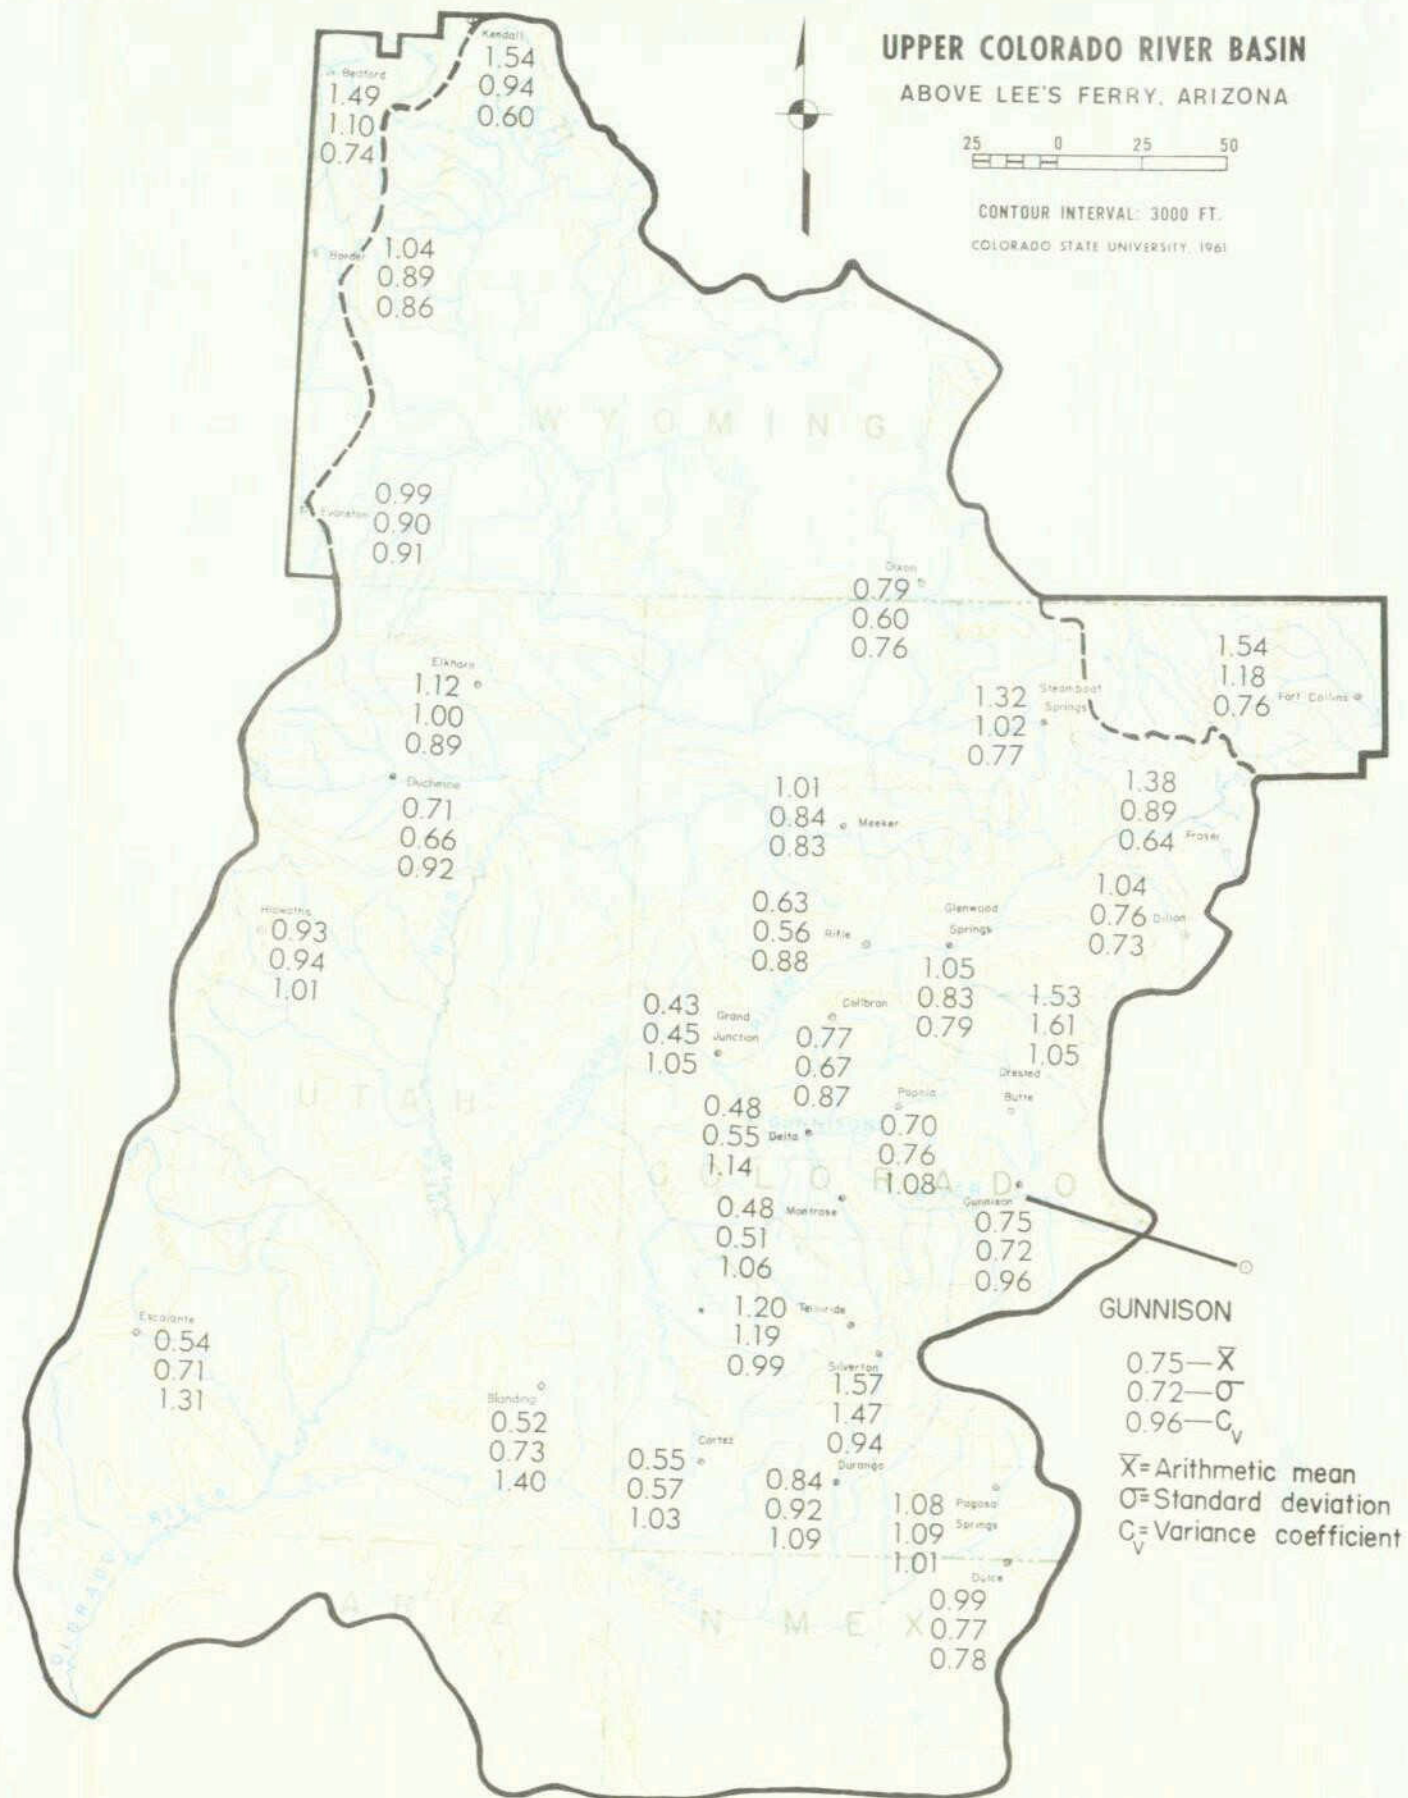 UPPER COLORADO RIVER BASIN
ABOVE LEE'S FERRY, ARIZONA
25 0 25 50
CONTOUR INTERVAL: 3000 FT.
COLORADO STATE UNIVERSITY, 1961
Kendall
1.54
0.94
0.60
Bedford
1.49
1.10
0.74
Border
1.04
0.89
0.86
WYOMING
Evanston
0.99
0.90
0.91
Dixon
0.79
0.60
0.76
1.54
1.18
0.76 Fort Collins
Elkhorn
1.12
1.00
0.89
1.32 Steamboat
1.02 Springs
0.77
Duchesne
0.71
0.66
0.92
1.01
0.84 Meeker
0.83
1.38
0.89
0.64 Fraser
Hiawatha
0.93
0.94
1.01
0.63
0.56 Rifle
0.88
Glenwood
Springs
1.05
0.83
0.79
1.04
0.76 Dillon
0.73
0.43 Grand
0.45 Junction
1.05
Collbran
0.77
0.67
0.87
1.53
1.61
1.05
Crested
Butte
UTAH
0.48
0.55 Delta
1.14
GUNNISON
Paonia
0.70
0.76
1.08
COLORADO
0.48 Montrose
0.51
1.06
Gunnison
0.75
0.72
0.96
1.20 Telluride
1.19
0.99
Silverton
1.57
1.47
0.94
Escalante
0.54
0.71
1.31
Blanding
0.52
0.73
1.40
Cortez
0.55
0.57
1.03
Durango
0.84
0.92
1.09
1.08 Pagosa
1.09 Springs
1.01
Dulce
0.99
0.77
0.78
COLORADO RIVER
ARIZ
N MEX
GUNNISON
0.75—X̅
0.72—σ
0.96—Cv
X̅=Arithmetic mean
σ=Standard deviation
Cv=Variance coefficient